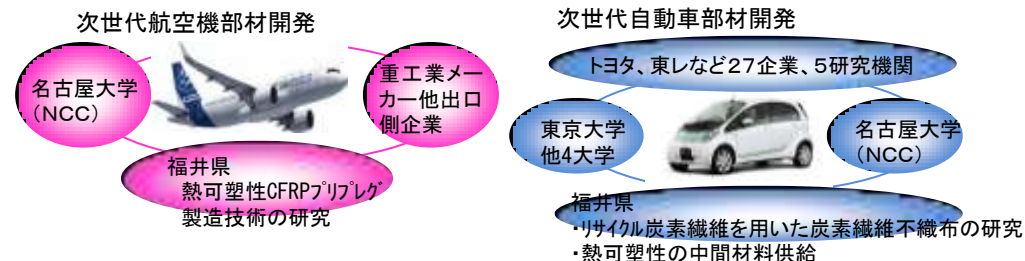 次世代航空機部材開発
名古屋大学
(NCC)
重工業メー
カー他出口
側企業
福井県
熱可塑性CFRPプリプレグ
製造技術の研究
次世代自動車部材開発
トヨタ、東レなど27企業、5研究機関
東京大学
他4大学
名古屋大学
(NCC)
福井県
・リサイクル炭素繊維を用いた炭素繊維不織布の研究
・熱可塑性の中間材料供給